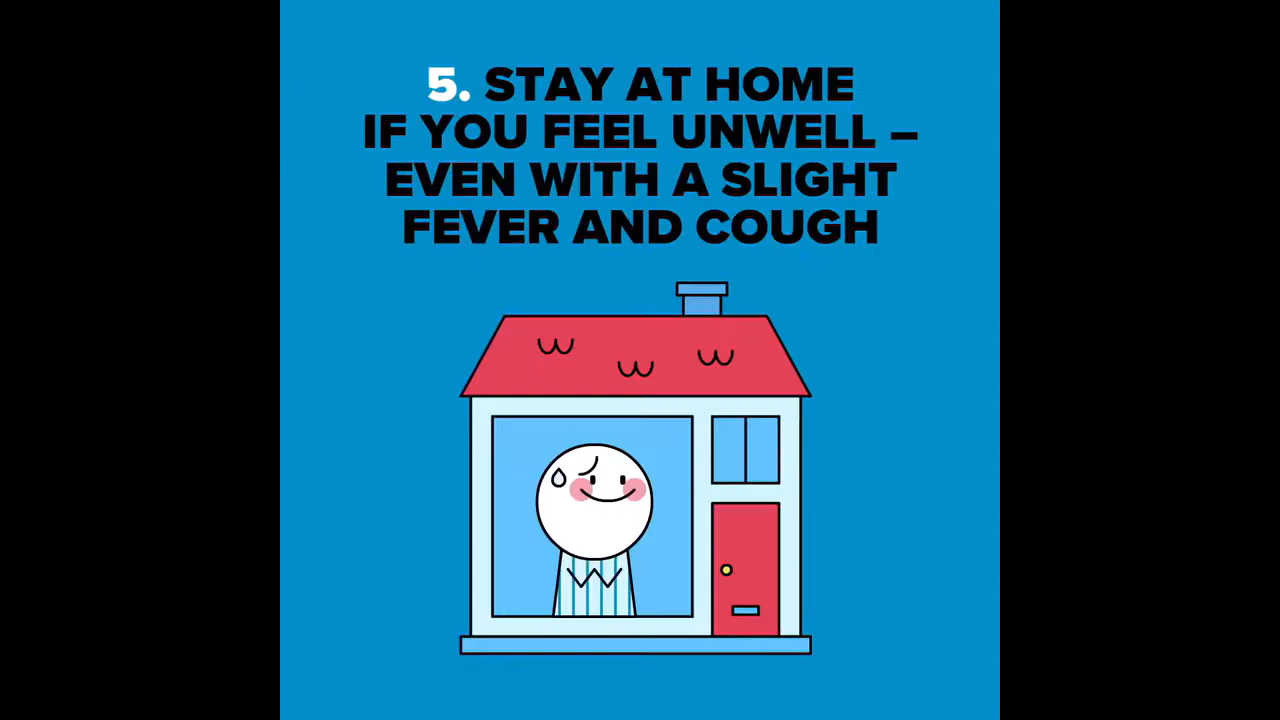 5. STAY AT HOME
IF YOU FEEL UNWELL –
EVEN WITH A SLIGHT
FEVER AND COUGH